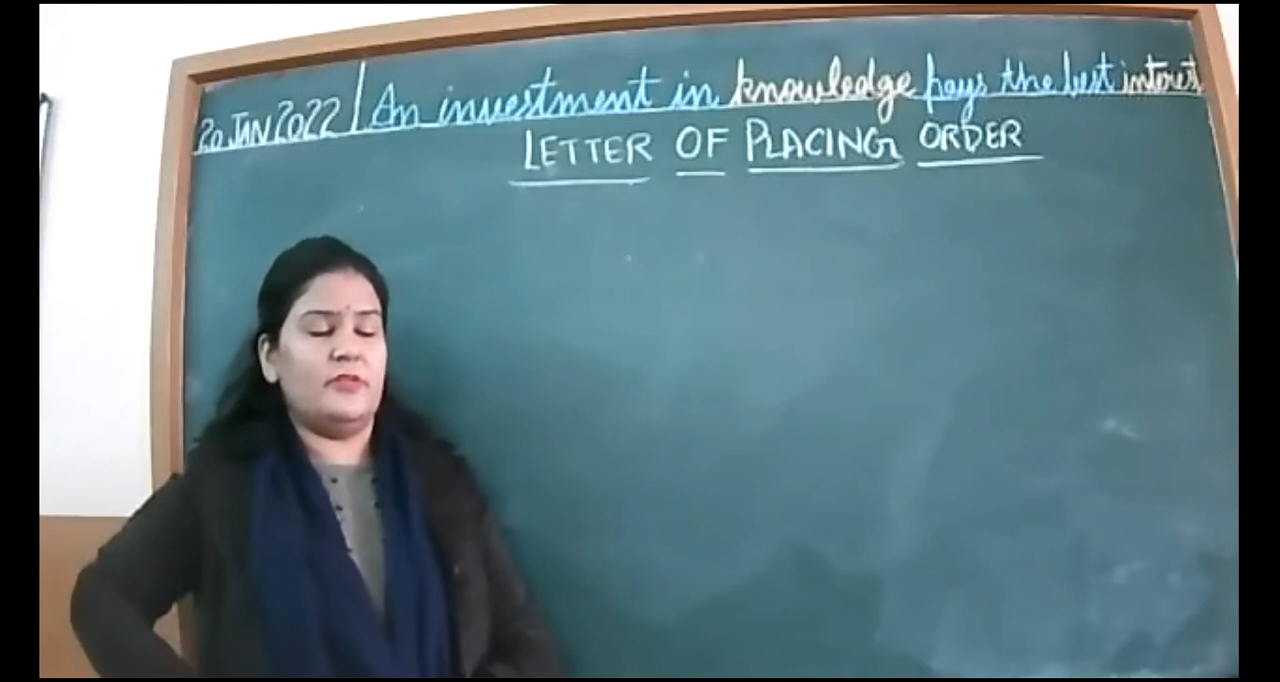 20 JAN 2022 | An investment in knowledge pays the best interest
LETTER OF PLACING ORDER